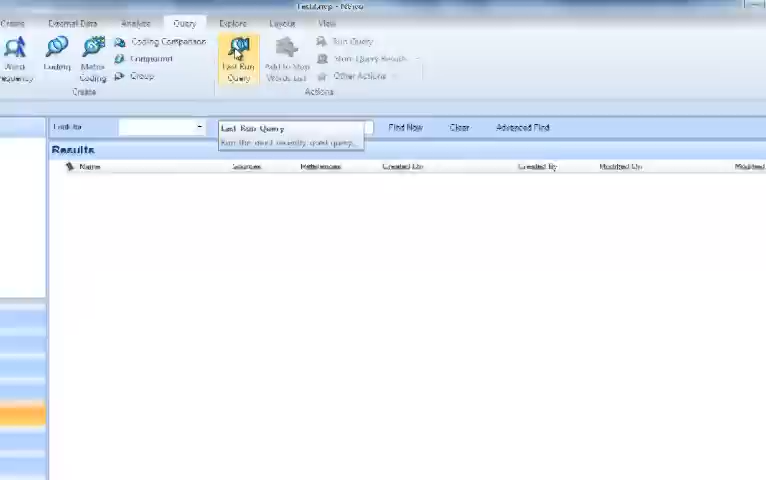 - NVivo
Create External Data Analyze Query Explore Layout View
Word Frequency
Coding
Matrix Coding
Coding Comparison
Compound
Group
Last Run Query
Add to Stop Words List
Run Query
Store Query Results
Other Actions
Create
Actions
Look for
Find Now Clear Advanced Find
Last Run Query
Run the most recently used query.
Results
Name Sources References Created On Created By Modified On Modified